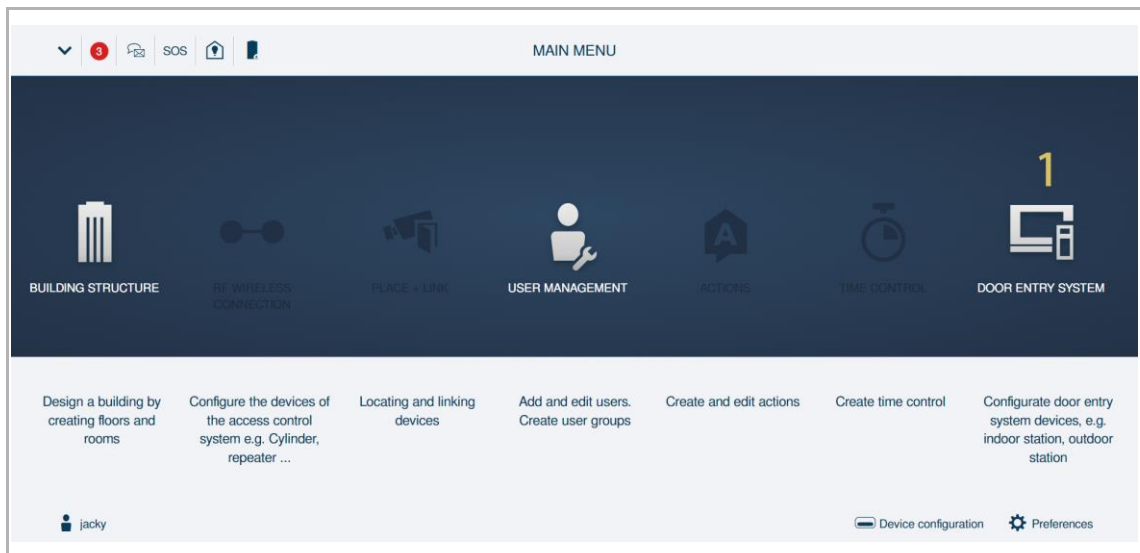 3
SOS
MAIN MENU
1
BUILDING STRUCTURE
RF WIRELESS
CONNECTION
PLACE + LINK
USER MANAGEMENT
A
ACTIONS
TIME CONTROL
DOOR ENTRY SYSTEM
Design a building by
creating floors and
rooms
Configure the devices of
the access control
system e.g. Cylinder,
repeater ...
Locating and linking
devices
Add and edit users.
Create user groups
Create and edit actions
Create time control
Configurate door entry
system devices, e.g.
indoor station, outdoor
station
jacky
Device configuration
Preferences